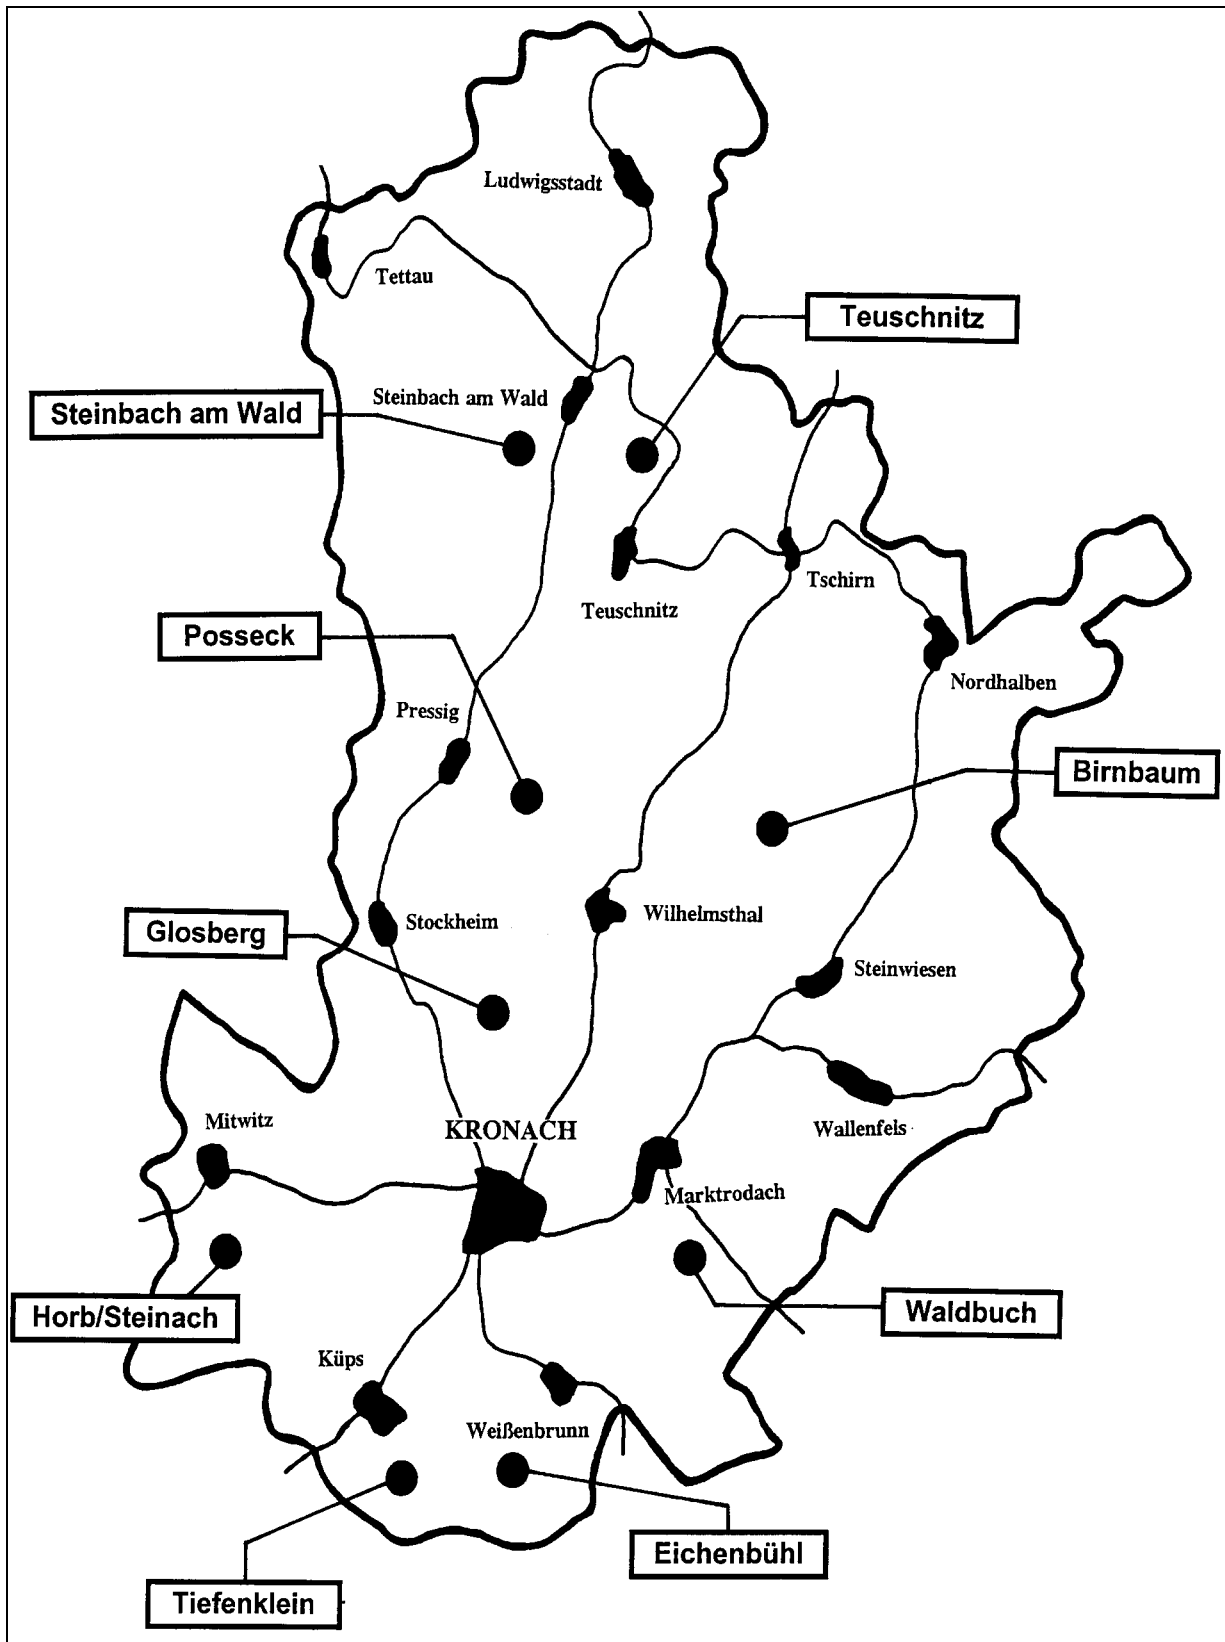 Ludwigsstadt
Tettau
Teuschnitz
Steinbach am Wald
Steinbach am Wald
Tschirn
Teuschnitz
Posseck
Nordhalben
Pressig
Birnbaum
Stockheim
Wilhelmsthal
Glosberg
Steinwiesen
Mitwitz
KRONACH
Wallenfels
Marktrodach
Horb/Steinach
Waldbuch
Küps
Weißenbrunn
Eichenbühl
Tiefenklein